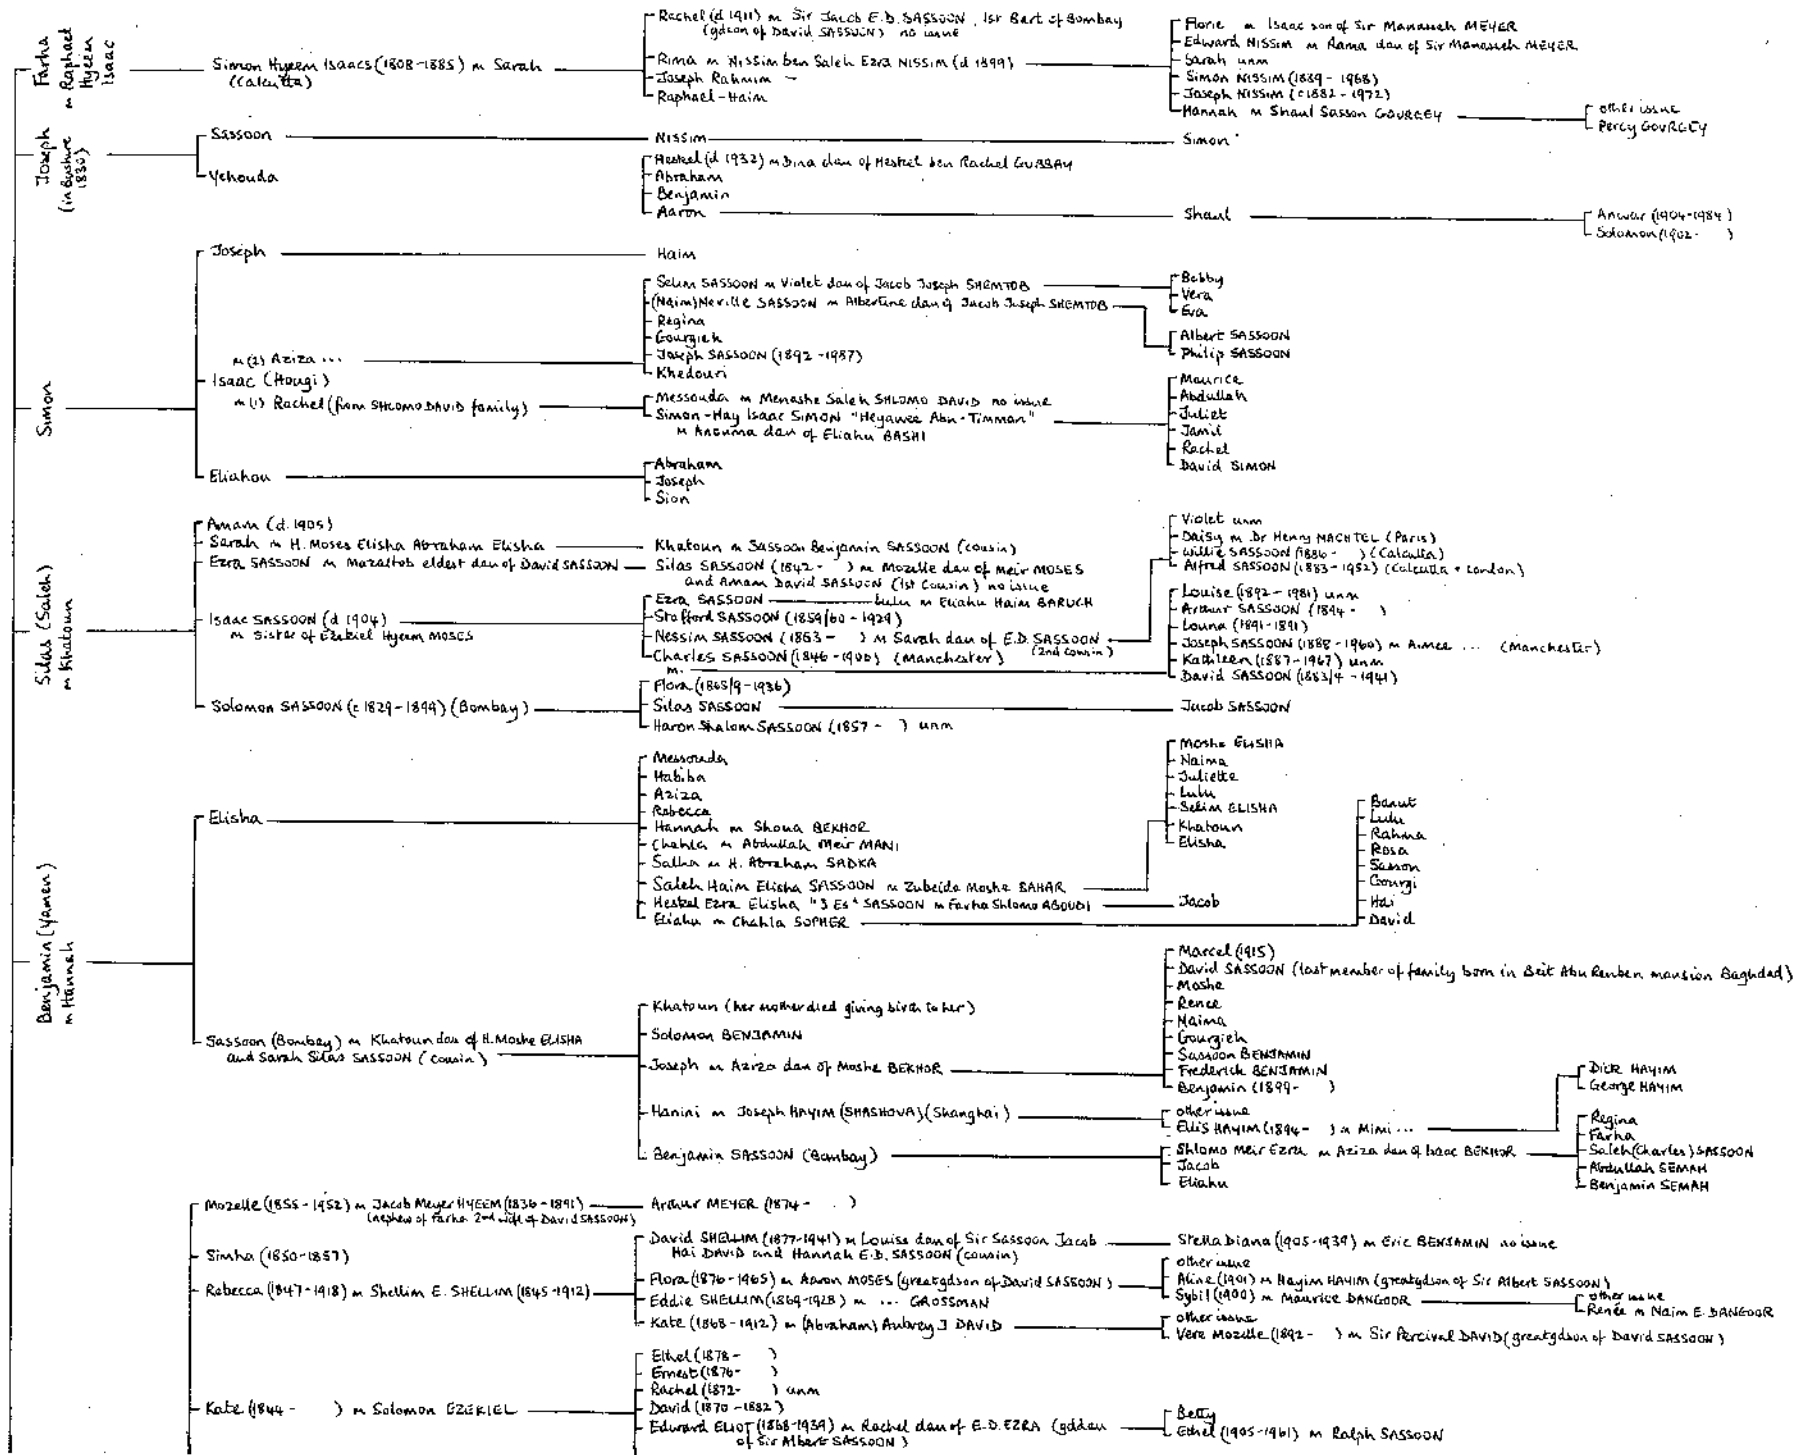 Farha
m Raphael
Hyeem
Isaac
Simon Hyeem Isaacs (1808-1885) m Sarah
(Calcutta)
Rachel (d 1911) m Sir Jacob E.D. SASSOON, 1st Bart of Bombay
(gdson of David SASSOON) no issue
Rima m Nissim ben Saleh Ezra NISSIM (d 1899)
Joseph Rahmim -
Raphael-Haim
Florie m Isaac son of Sir Manasseh MEYER
Edward NISSIM m Rama dau of Sir Manasseh MEYER
Sarah unm
Simon NISSIM (1889 - 1968)
Joseph NISSIM (c1882 - 1972)
Hannah m Shaul Sasson GOURGEY
other issue
Percy GOURGEY
Joseph
(in Bushire
1830)
Sassoon
Nissim
Simon
Yehouda
Heskel (d 1932) m Dina dau of Heskel ben Rachel GUBBAY
Abraham
Benjamin
Aaron
Shaul
Anwar (1904-1984)
Solomon (1902- )
Simon
Joseph
Haim
m (2) Aziza ...
Isaac (Hougi)
m (1) Rachel (from SHLOMO DAVID family)
Selim SASSOON m Violet dau of Jacob Joseph SHEMTOB
(Naim) Neville SASSOON m Albertine dau of Jacob Joseph SHEMTOB
Regina
Gourgieh
Joseph SASSOON (1892 - 1987)
Khedouri
Bobby
Vera
Eva
Albert SASSOON
Philip SASSOON
Messouda m Menashe Saleh SHLOMO DAVID no issue
Simon-Hay Isaac SIMON "Heyawee Abu-Timman"
m Anguma dau of Eliahu BASHI
Maurice
Abdullah
Juliet
Jamil
Rachel
David SIMON
Eliahou
Abraham
Joseph
Sion
Silas (Saleh)
m Khatoun
Amam (d. 1905)
Sarah m H. Moses Elisha Abraham Elisha
Khatoun m Sassoon Benjamin SASSOON (cousin)
Ezra SASSOON m Mazaltob eldest dau of David SASSOON
Silas SASSOON (1842 - ) m Mozelle dau of Meir MOSES
and Amam David SASSOON (1st Cousin) no issue
Isaac SASSOON (d 1904)
m Sister of Ezekiel Hyeem MOSES
Ezra SASSOON
Lulu m Eliahu Haim BARUCH
Stafford SASSOON (1859/60 - 1929)
Nessim SASSOON (1863 - ) m Sarah dau of E.D. SASSOON
(2nd cousin)
Charles SASSOON (1846 - 1900) (Manchester)
m.
Violet unm
Daisy m Dr Henry MACHTEL (Paris)
Willie SASSOON (1886 - ) (Calcutta)
Alfred SASSOON (1883 - 1952) (Calcutta + London)
Louise (1892 - 1981) unm
Arthur SASSOON (1894 - )
Louna (1891-1891)
Joseph SASSOON (1888 - 1960) m Aimee ... (Manchester)
Kathleen (1887-1967) unm
David SASSOON (1883/4 - 1941)
Solomon SASSOON (c1829-1899) (Bombay)
Flora (1865/9 - 1936)
Silas SASSOON
Jacob SASSOON
Haron Shalom SASSOON (1857 - ) unm
Benjamin (Yamen)
m Hannah
Elisha
Messouda
Habiba
Aziza
Rebecca
Hannah m Shoua BEKHOR
Chahla m Abdullah Meir MANI
Salha m H. Abraham SADKA
Saleh Haim Elisha SASSOON m Zubeida Moshe BAHAR
Heskel Ezra Elisha "3 Es" SASSOON m Farha Shlomo ABOUDI
Jacob
Eliahu m Chahla SOPHER
Moshe ELISHA
Naima
Juliette
Lulu
Selim ELISHA
Khatoun
Elisha
Barut
Lulu
Rahma
Rosa
Sasson
Gourgi
Hai
David
Sassoon (Bombay) m Khatoun dau of H. Moshe ELISHA
and Sarah Silas SASSOON (cousin)
Khatoun (her mother died giving birth to her)
Solomon BENJAMIN
Joseph m Aziza dau of Moshe BEKHOR
Marcel (1915)
David SASSOON (last member of family born in Beit Abu Reuben mansion Baghdad)
Moshe
Renee
Naima
Gourgieh
Sassoon BENJAMIN
Frederick BENJAMIN
Benjamin (1899 - )
Hanini m Joseph HAYIM (SHASHOUA) (Shanghai)
other issue
Ellis HAYIM (1894 - ) m Mimi ...
Dick HAYIM
George HAYIM
Benjamin SASSOON (Bombay)
Shlomo Meir Ezra m Aziza dau of Isaac BEKHOR
Jacob
Eliahu
Regina
Farha
Saleh (Charles) SASSOON
Abdullah SEMAH
Benjamin SEMAH
Mozelle (1855 - 1952) m Jacob Meyer HYEEM (1836 - 1891)
(nephew of Farha 2nd wife of David SASSOON)
Arthur MEYER (1874 - )
Simha (1850-1857)
Rebecca (1847-1918) m Shellim E. SHELLIM (1845-1912)
David SHELLIM (1877-1941) m Louise dau of Sir Sassoon Jacob
Hai DAVID and Hannah E.D. SASSOON (cousin)
Stella Diana (1905-1939) m Eric BENJAMIN no issue
Flora (1876-1965) m Aaron MOSES (greatgdson of David SASSOON)
other issue
Aline (1901) m Hayim HAYIM (greatgdson of Sir Albert SASSOON)
Sybil (1900) m Maurice DANGOOR
other issue
Renée m Naim E. DANGOOR
Eddie SHELLIM (1869-1928) m ... GROSSMAN
Kate (1868-1912) m (Abraham) Aubrey J DAVID
other issue
Vere Mozelle (1892 - ) m Sir Percival DAVID (greatgdson of David SASSOON)
Kate (1844 - ) m Solomon EZEKIEL
Ethel (1878- )
Ernest (1876- )
Rachel (1872- ) unm
David (1870 -1882)
Edward ELIOT (1868-1939) m Rachel dau of E.D. EZRA (gddau
of Sir Albert SASSOON)
Betty
Ethel (1905-1961) m Ralph SASSOON